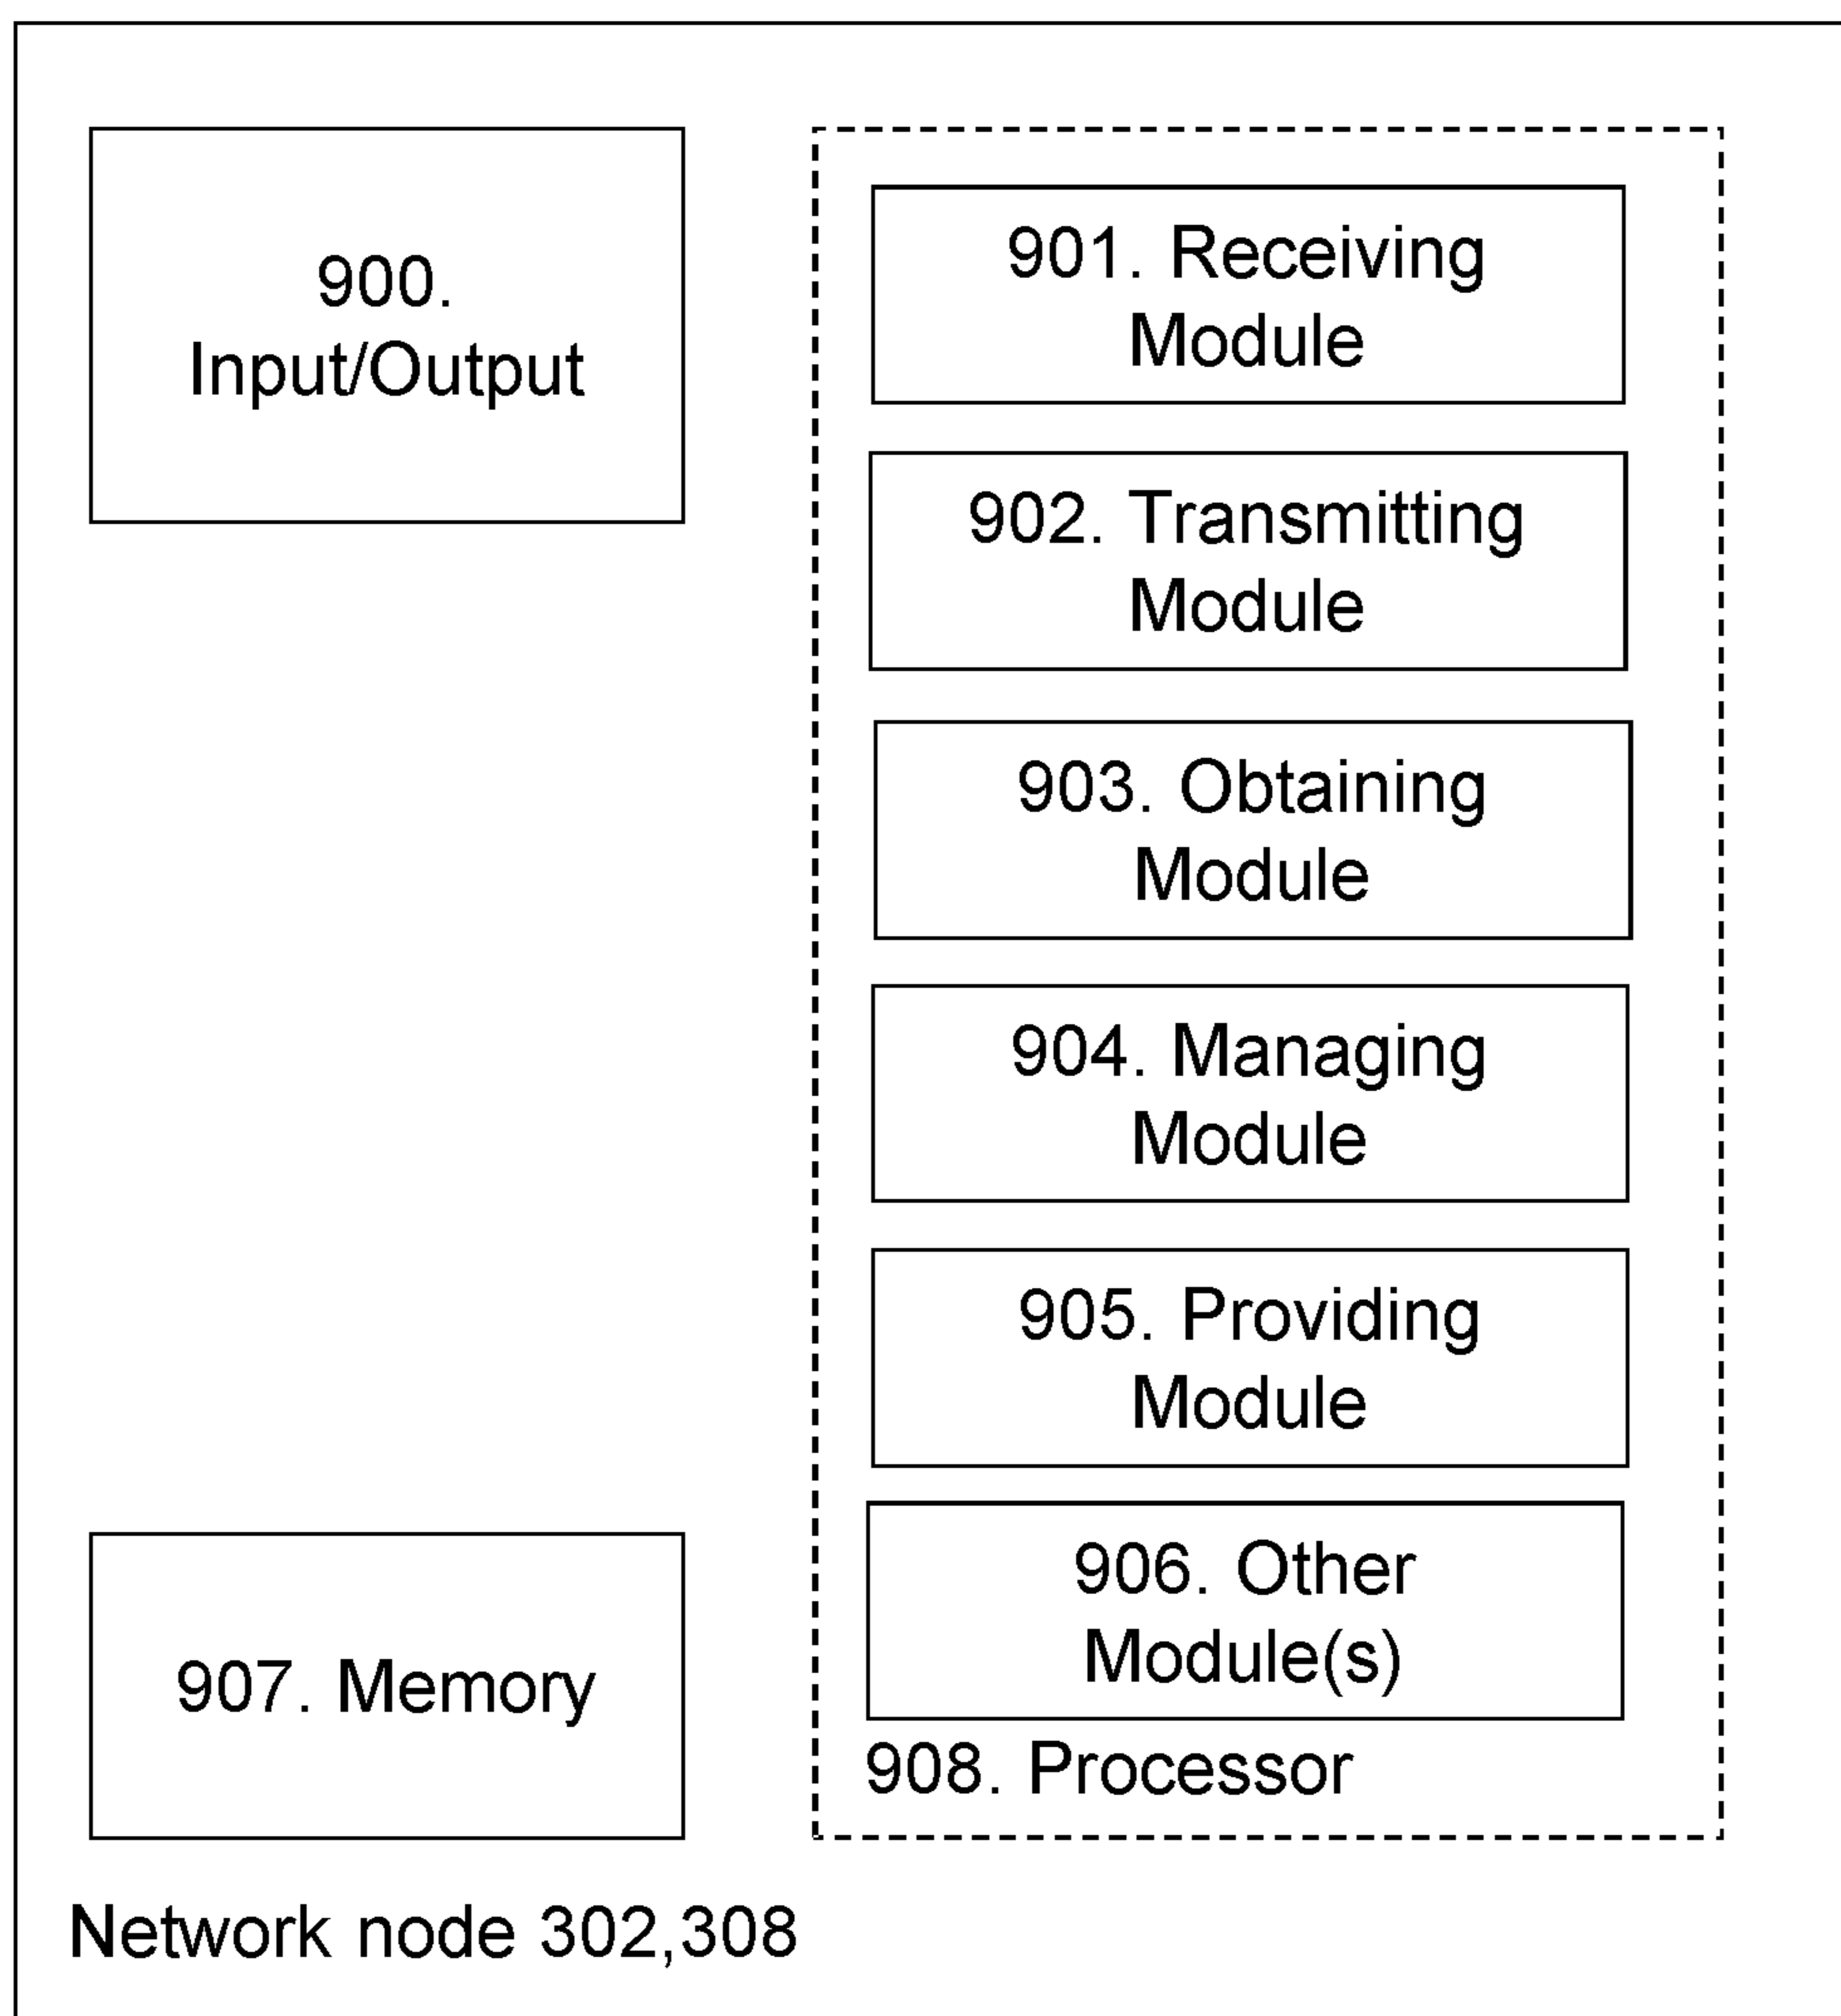 900.
Input/Output
901. Receiving
Module
902. Transmitting
Module
903. Obtaining
Module
904. Managing
Module
905. Providing
Module
906. Other
Module(s)
907. Memory
908. Processor
Network node 302,308